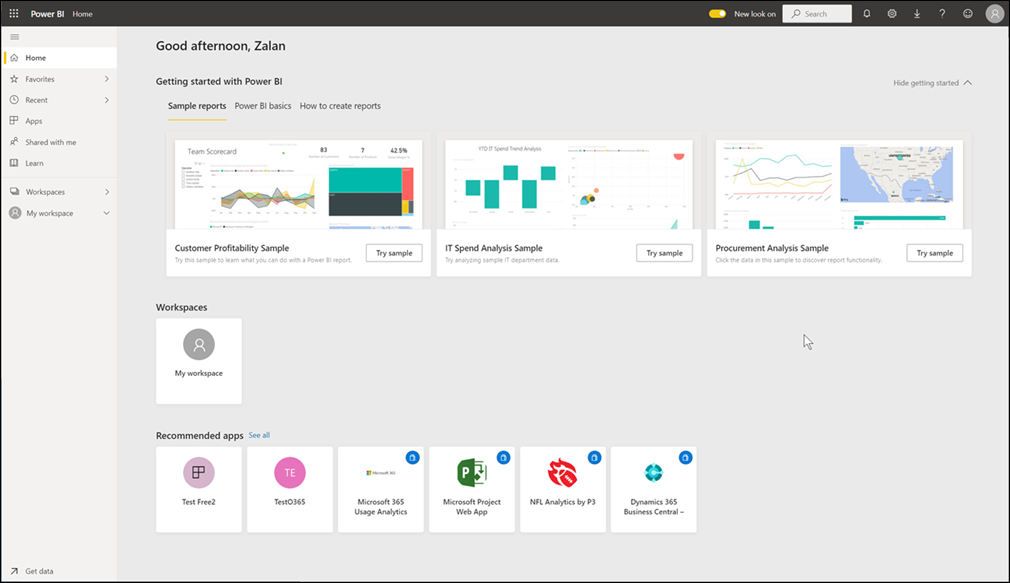 Power BI Home
New look on
Search
Home
Favorites
Recent
Apps
Shared with me
Learn
Workspaces
My workspace
Get data
Good afternoon, Zalan
Getting started with Power BI
Hide getting started
Sample reports Power BI basics How to create reports
Team Scorecard
83
7
42.5%
Customer Profitability Sample
Try this sample to learn what you can do with a Power BI report.
Try sample
YTD IT Spend Trend Analysis
IT Spend Analysis Sample
Try analyzing sample IT department data.
Try sample
UNITED STATES
Procurement Analysis Sample
Click the data in this sample to discover report functionality.
Try sample
Workspaces
My workspace
Recommended apps See all
Test Free2
TE
TestO365
Microsoft 365
Microsoft 365
Usage Analytics
P
Microsoft Project
Web App
NFL Analytics by P3
Dynamics 365
Business Central –